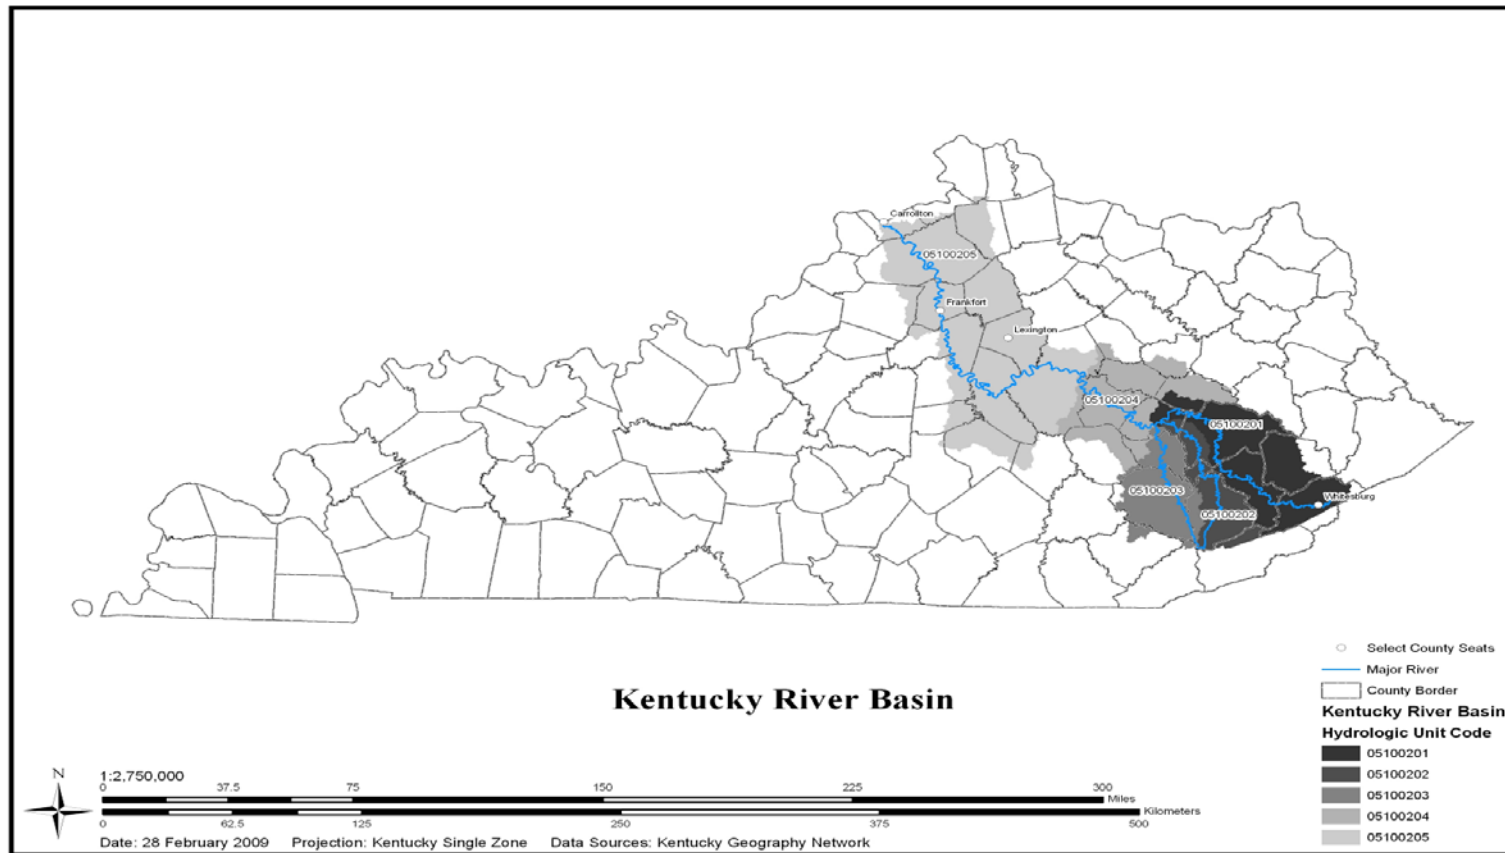 Carrollton
05100205
Frankfort
Lexington
05100204
05100201
05100203
Whitesburg
05100202
Select County Seats
Major River
County Border
Kentucky River Basin
Kentucky River Basin
Hydrologic Unit Code
05100201
05100202
05100203
05100204
05100205
N
1:2,750,000
0 37.5 75 150 225 300
Miles
Kilometers
0 62.5 125 250 375 500
Date: 28 February 2009 Projection: Kentucky Single Zone Data Sources: Kentucky Geography Network